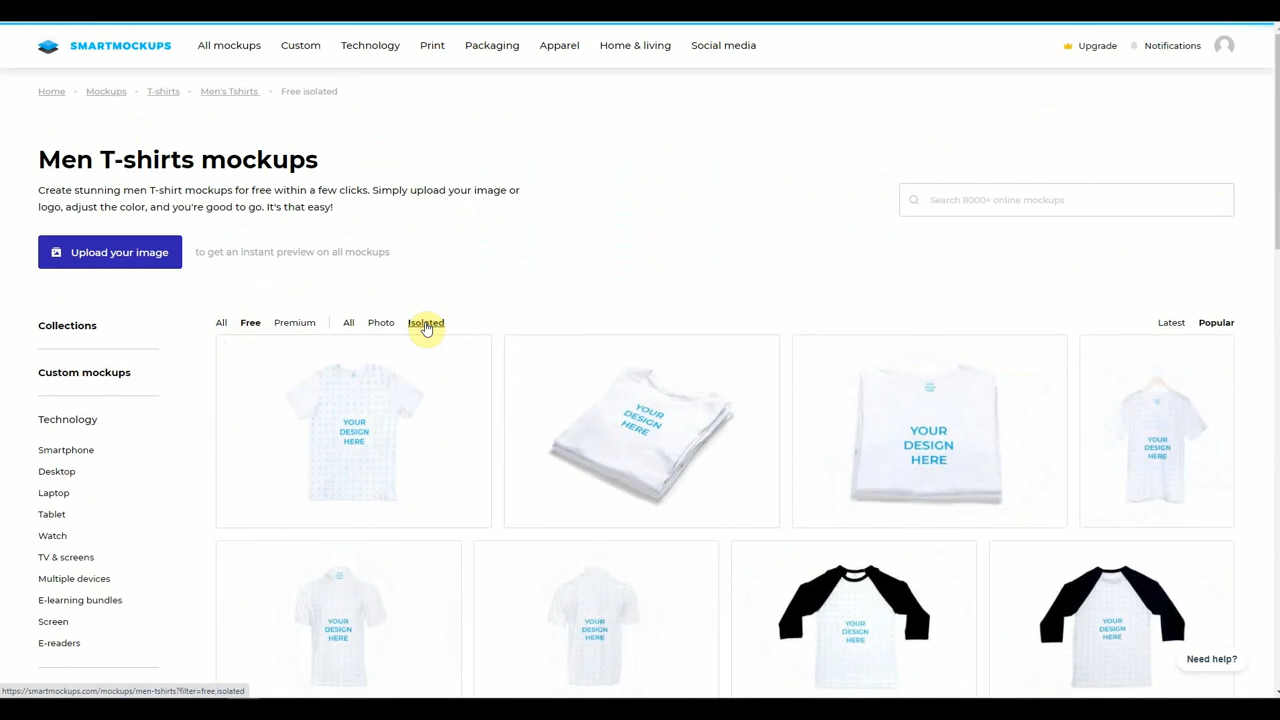 SMARTMOCKUPS All mockups Custom Technology Print Packaging Apparel Home & living Social media Upgrade Notifications
Home Mockups T-shirts Men's Tshirts Free isolated
Men T-shirts mockups
Create stunning men T-shirt mockups for free within a few clicks. Simply upload your image or
logo, adjust the color, and you're good to go. It's that easy!
Search 8000+ online mockups
Upload your image to get an instant preview on all mockups
Collections
Custom mockups
Technology
Smartphone
Desktop
Laptop
Tablet
Watch
TV & screens
Multiple devices
E-learning bundles
Screen
E-readers
All Free Premium All Photo Isolated Latest Popular
YOUR
DESIGN
HERE
YOUR
DESIGN
HERE
YOUR
DESIGN
HERE
YOUR
DESIGN
HERE
YOUR
DESIGN
HERE
YOUR
DESIGN
HERE
YOUR
DESIGN
HERE
YOUR
DESIGN
HERE
Need help?
https://smartmockups.com/mockups/men-tshirts?filter=free,isolated